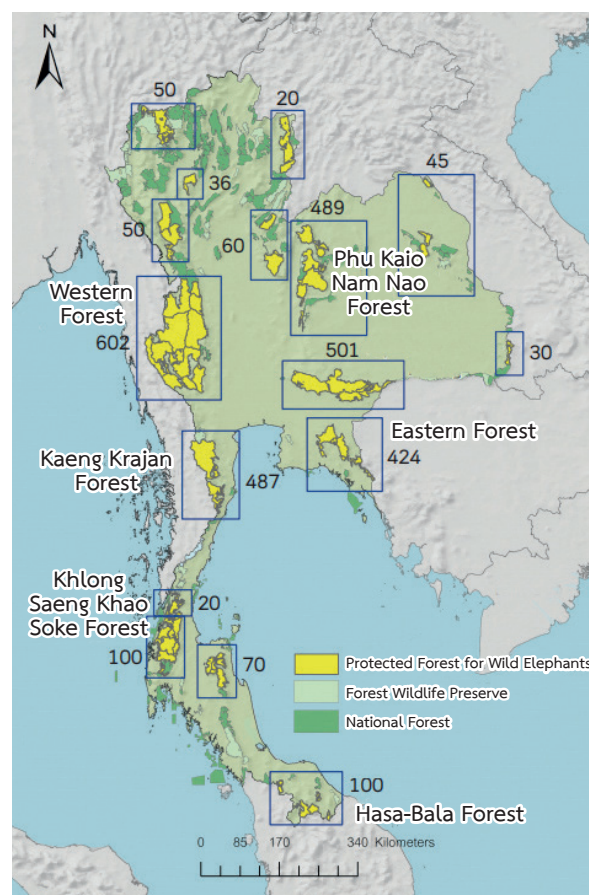 N
50
20
45
36
489
50
60
Phu Kaio
Nam Nao
Forest
Western
Forest
602
501
30
Eastern Forest
424
Kaeng Krajan
Forest
487
Khlong
Saeng Khao
Soke Forest
20
100
70
Protected Forest for Wild Elephants
Forest Wildlife Preserve
National Forest
100
Hasa-Bala Forest
0 85 170 340 Kilometers